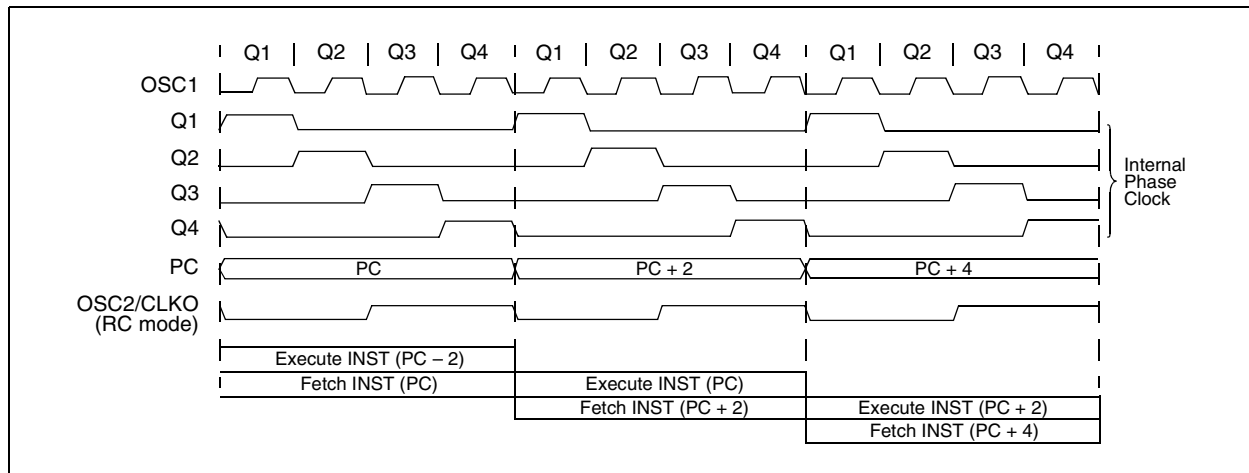 Q1 Q2 Q3 Q4 Q1 Q2 Q3 Q4 Q1 Q2 Q3 Q4
OSC1
Q1
Q2
Q3
Q4
Internal
Phase
Clock
PC PC PC + 2 PC + 4
OSC2/CLKO
(RC mode)
Execute INST (PC – 2)
Fetch INST (PC) Execute INST (PC)
Fetch INST (PC + 2) Execute INST (PC + 2)
Fetch INST (PC + 4)